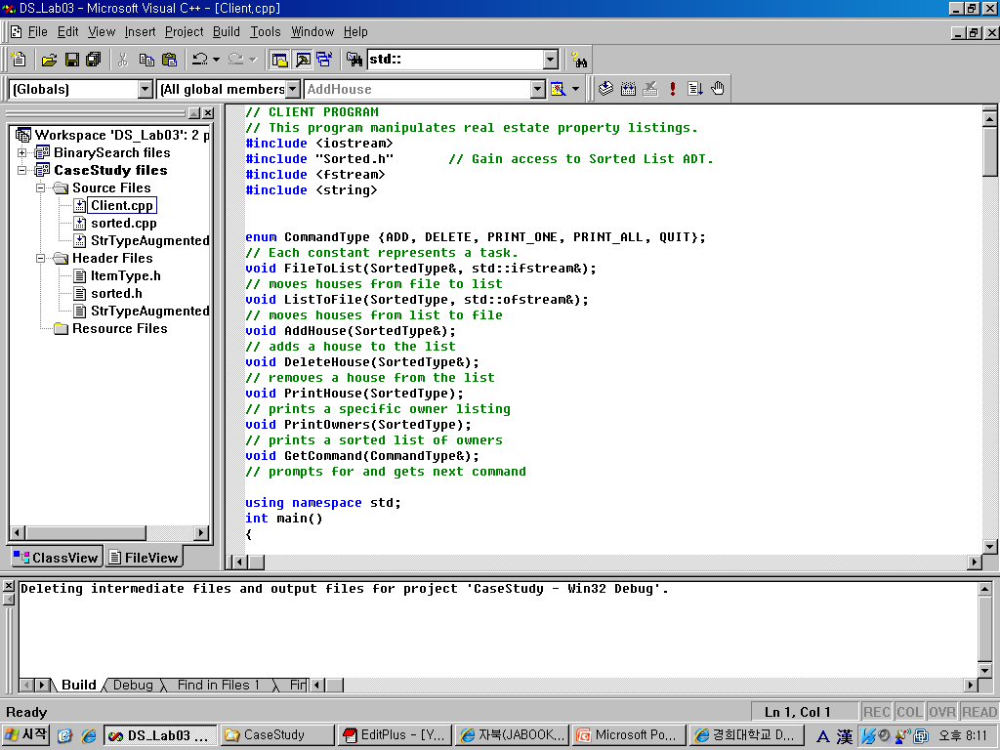 DS_Lab03 - Microsoft Visual C++ - [Client.cpp]
File Edit View Insert Project Build Tools Window Help
std::
(Globals) (All global members AddHouse
Workspace 'DS_Lab03': 2 p
BinarySearch files
CaseStudy files
Source Files
Client.cpp
sorted.cpp
StrTypeAugmented
Header Files
ItemType.h
sorted.h
StrTypeAugmented
Resource Files
ClassView FileView
// CLIENT PROGRAM
// This program manipulates real estate property listings.
#include <iostream>
#include "Sorted.h" // Gain access to Sorted List ADT.
#include <fstream>
#include <string>
enum CommandType {ADD, DELETE, PRINT_ONE, PRINT_ALL, QUIT};
// Each constant represents a task.
void FileToList(SortedType&, std::ifstream&);
// moves houses from file to list
void ListToFile(SortedType, std::ofstream&);
// moves houses from list to file
void AddHouse(SortedType&);
// adds a house to the list
void DeleteHouse(SortedType&);
// removes a house from the list
void PrintHouse(SortedType);
// prints a specific owner listing
void PrintOwners(SortedType);
// prints a sorted list of owners
void GetCommand(CommandType&);
// prompts for and gets next command
using namespace std;
int main()
{
Deleting intermediate files and output files for project 'CaseStudy - Win32 Debug'.
Build Debug Find in Files 1 Fin
Ready Ln 1, Col 1 REC COL OVR READ
시작 DS_Lab03 ... CaseStudy EditPlus - [Y... 자북(JABOOK... Microsoft Po... 경희대학교 D... A 漢 오후 8:11